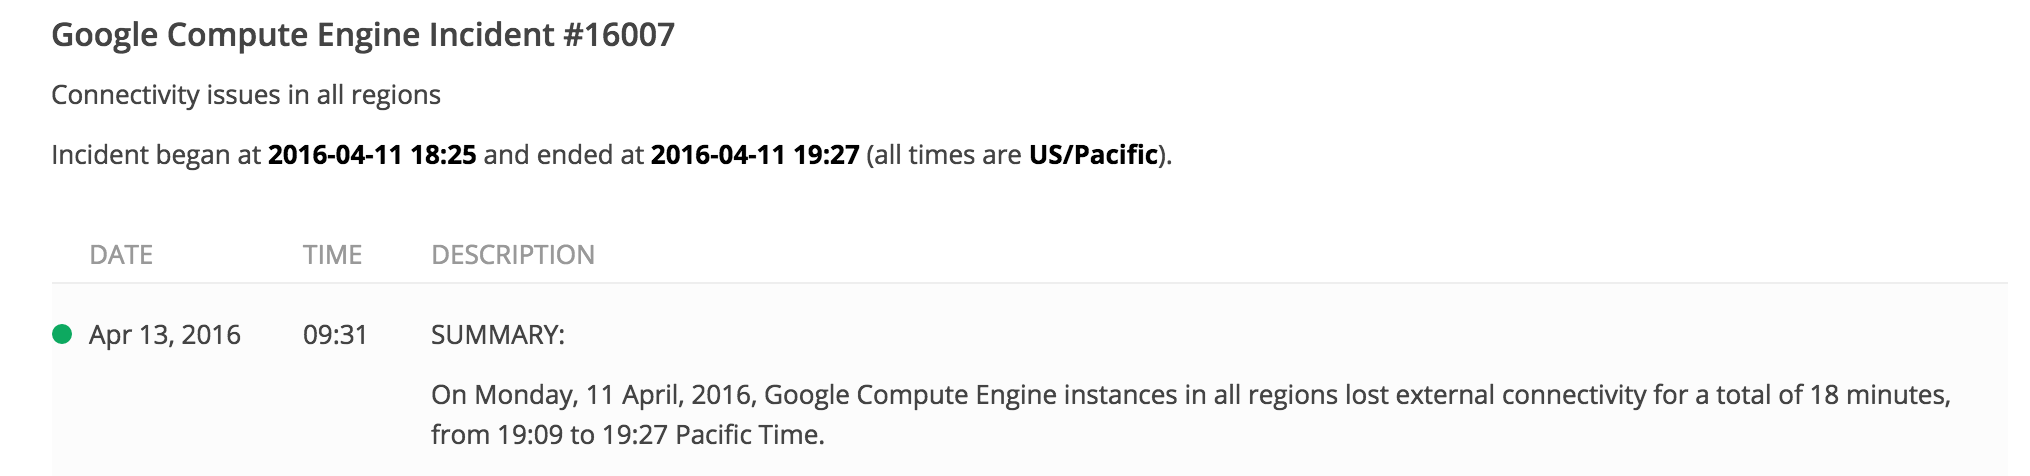 Google Compute Engine Incident #16007
Connectivity issues in all regions
Incident began at 2016-04-11 18:25 and ended at 2016-04-11 19:27 (all times are US/Pacific).
DATE TIME DESCRIPTION
Apr 13, 2016 09:31 SUMMARY:
On Monday, 11 April, 2016, Google Compute Engine instances in all regions lost external connectivity for a total of 18 minutes,
from 19:09 to 19:27 Pacific Time.